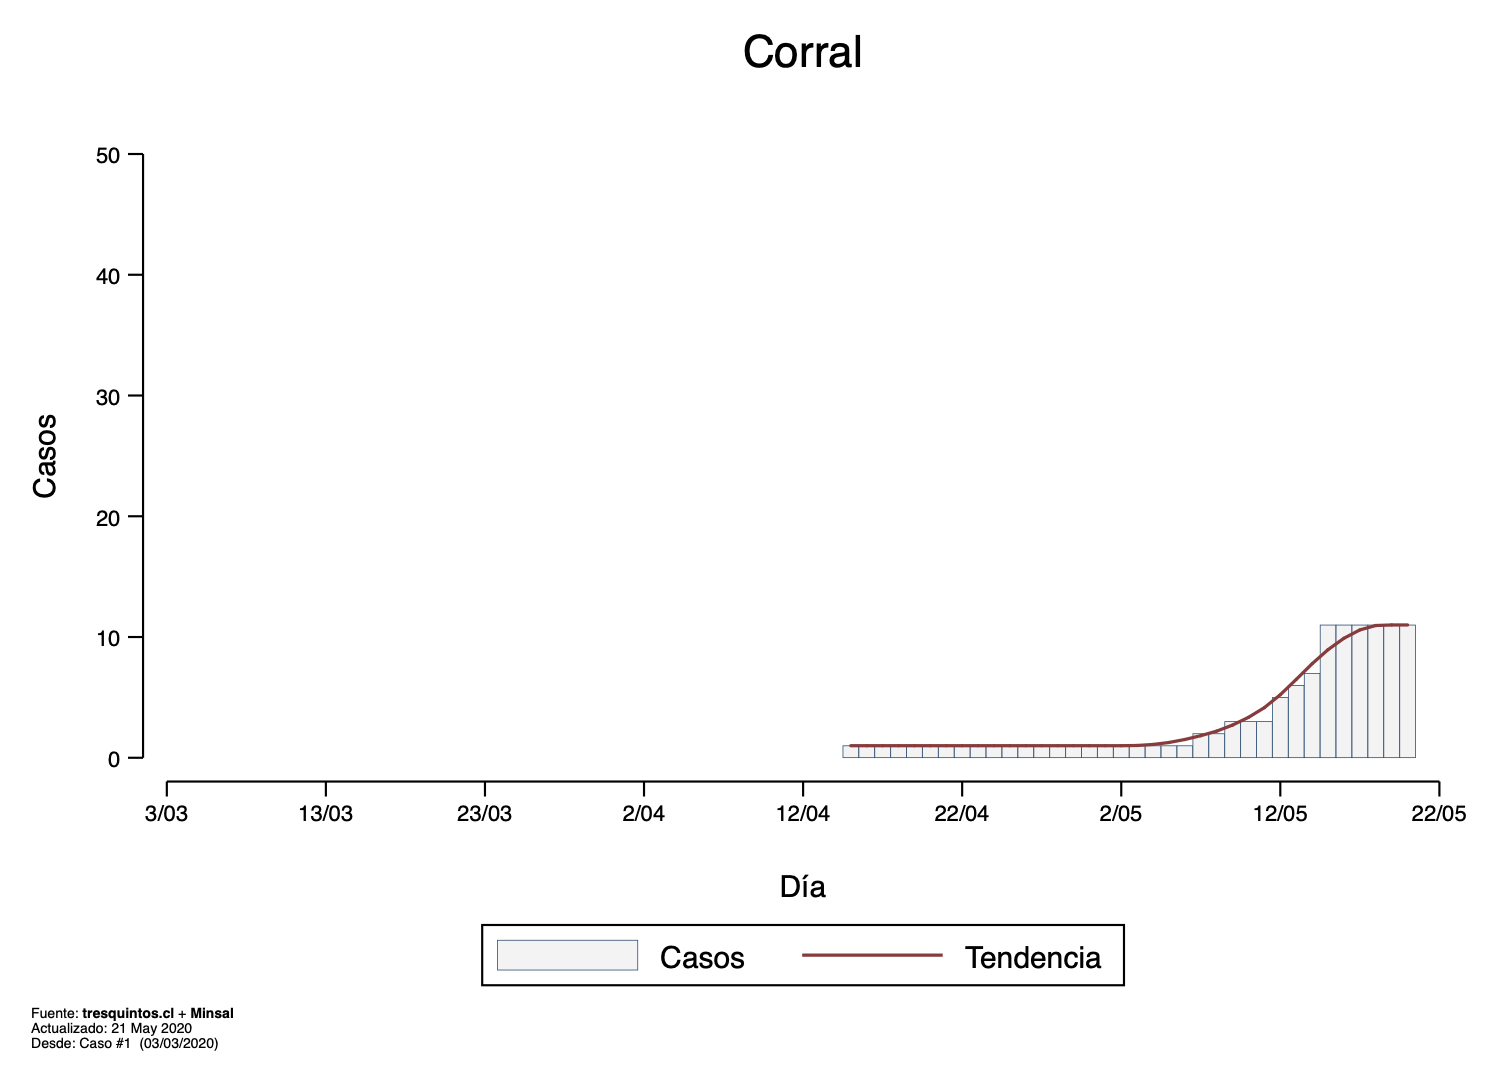 Corral
50
40
30
20
10
0
Casos
3/03 13/03 23/03 2/04 12/04 22/04 2/05 12/05 22/05
Día
Casos Tendencia
Fuente: tresquintos.cl + Minsal
Actualizado: 21 May 2020
Desde: Caso #1 (03/03/2020)